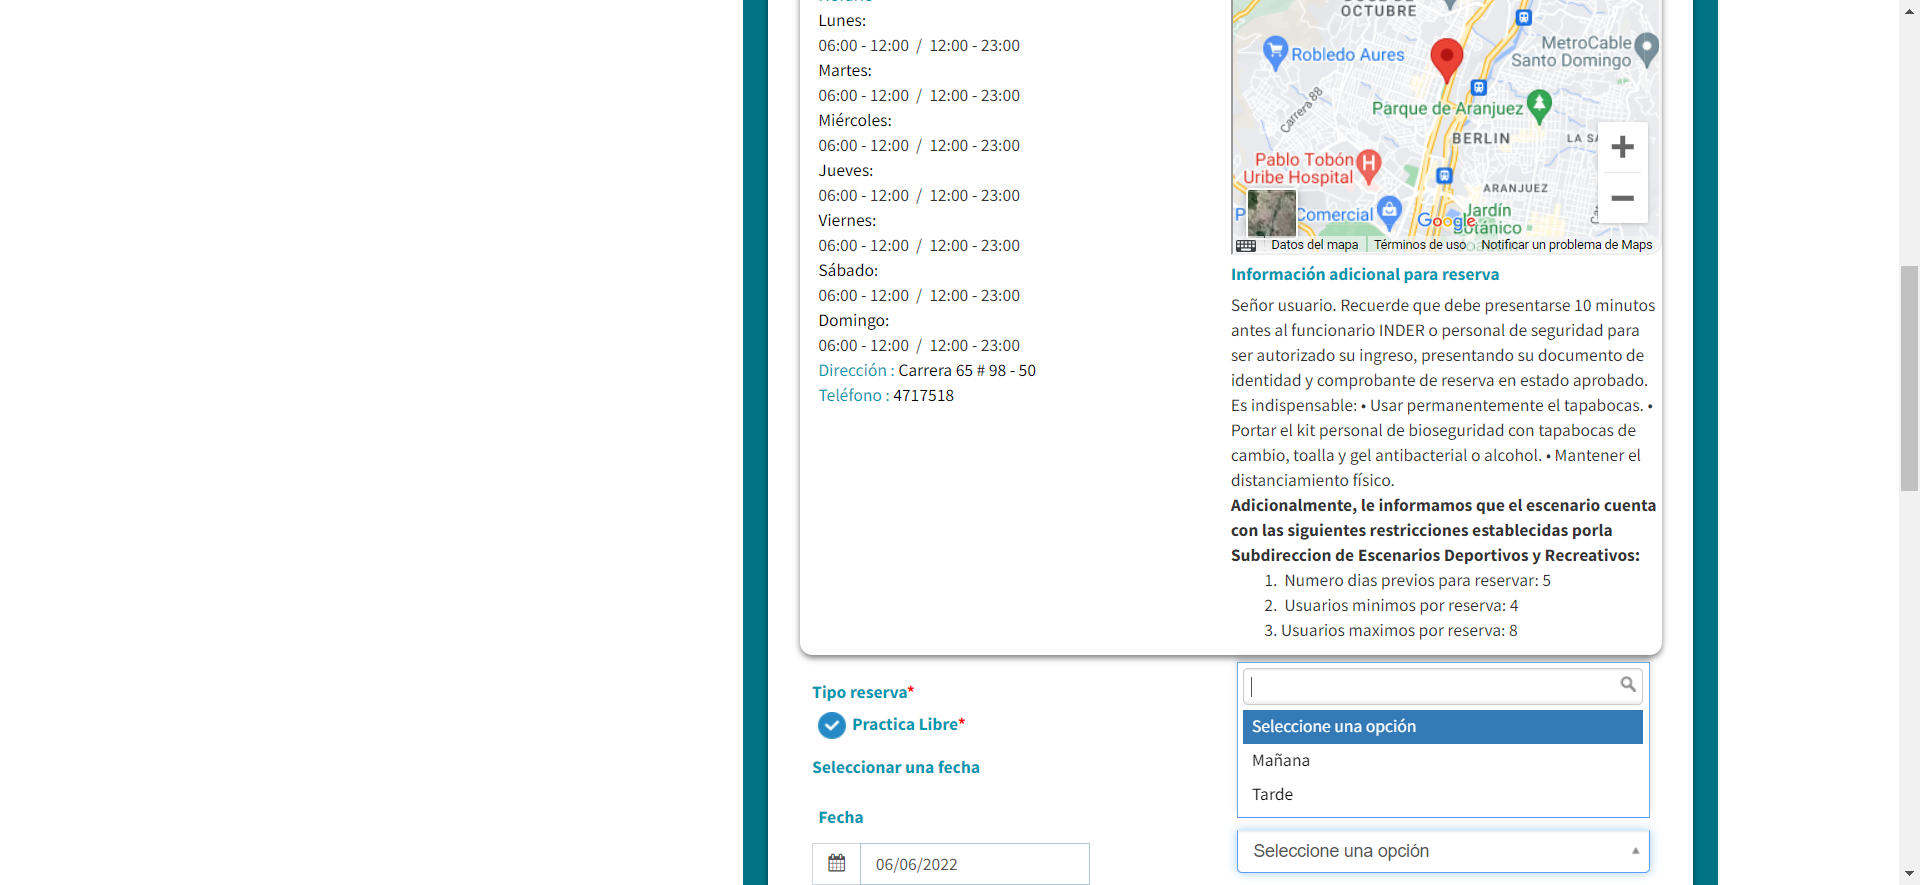 Lunes:
06:00 - 12:00 / 12:00 - 23:00
Martes:
06:00 - 12:00 / 12:00 - 23:00
Miércoles:
06:00 - 12:00 / 12:00 - 23:00
Jueves:
06:00 - 12:00 / 12:00 - 23:00
Viernes:
06:00 - 12:00 / 12:00 - 23:00
Sábado:
06:00 - 12:00 / 12:00 - 23:00
Domingo:
06:00 - 12:00 / 12:00 - 23:00
Dirección : Carrera 65 # 98 - 50
Teléfono : 4717518
OCTUBRE
Robledo Aures
MetroCable
Santo Domingo
Carrera 88
Parque de Aranjuez
BERLIN
LA
Pablo Tobón
Uribe Hospital
ARANJUEZ
Comercial
Jardín
Google
Datos del mapa
Términos de uso
Notificar un problema de Maps
Información adicional para reserva
Señor usuario. Recuerde que debe presentarse 10 minutos
antes al funcionario INDER o personal de seguridad para
ser autorizado su ingreso, presentando su documento de
identidad y comprobante de reserva en estado aprobado.
Es indispensable: • Usar permanentemente el tapabocas. •
Portar el kit personal de bioseguridad con tapabocas de
cambio, toalla y gel antibacterial o alcohol. • Mantener el
distanciamiento físico.
Adicionalmente, le informamos que el escenario cuenta
con las siguientes restricciones establecidas porla
Subdireccion de Escenarios Deportivos y Recreativos:
1. Numero dias previos para reservar: 5
2. Usuarios minimos por reserva: 4
3. Usuarios maximos por reserva: 8
Tipo reserva*
Practica Libre*
Seleccionar una fecha
Fecha
06/06/2022
Seleccione una opción
Mañana
Tarde
Seleccione una opción